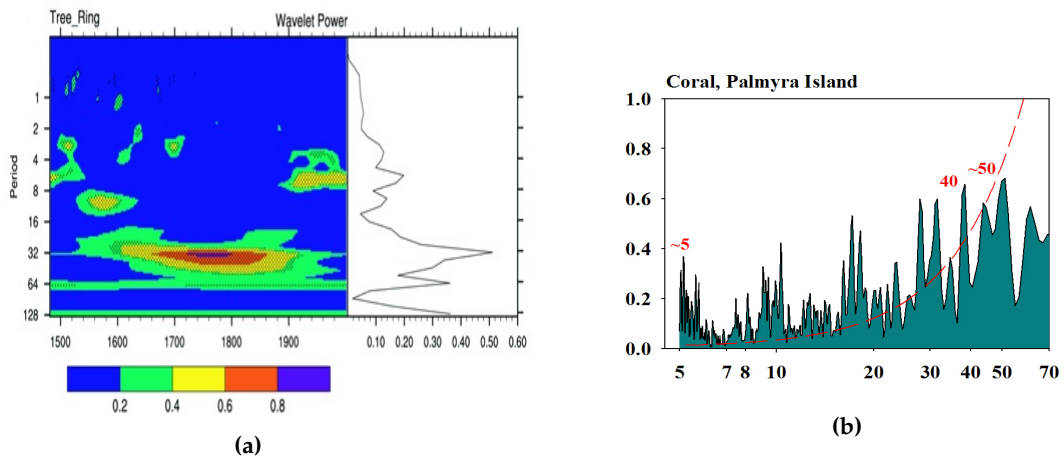 Tree_Ring Wavelet Power
Period
1
2
4
8
16
32
64
128
1500 1600 1700 1800 1900 0.10 0.20 0.30 0.40 0.50 0.60
0.2 0.4 0.6 0.8
(a)
Coral, Palmyra Island
1.0
0.8
0.6
0.4
0.2
0.0
~5
40
~50
5 7 8 10 20 30 40 50 70
(b)